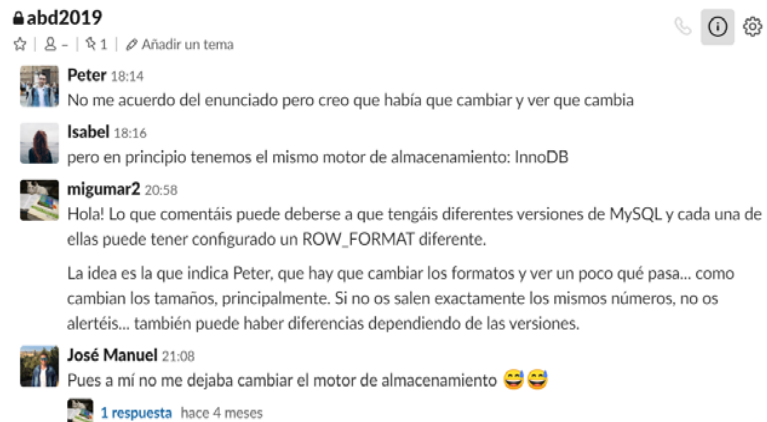 abd2019
– | 1 | Añadir un tema
Peter 18:14
No me acuerdo del enunciado pero creo que había que cambiar y ver que cambia
Isabel 18:16
pero en principio tenemos el mismo motor de almacenamiento: InnoDB
migumar2 20:58
Hola! Lo que comentáis puede deberse a que tengáis diferentes versiones de MySQL y cada una de
ellas puede tener configurado un ROW_FORMAT diferente.
La idea es la que indica Peter, que hay que cambiar los formatos y ver un poco qué pasa... como
cambian los tamaños, principalmente. Si no os salen exactamente los mismos números, no os
alertéis... también puede haber diferencias dependiendo de las versiones.
José Manuel 21:08
Pues a mí no me dejaba cambiar el motor de almacenamiento 😅😅
1 respuesta hace 4 meses